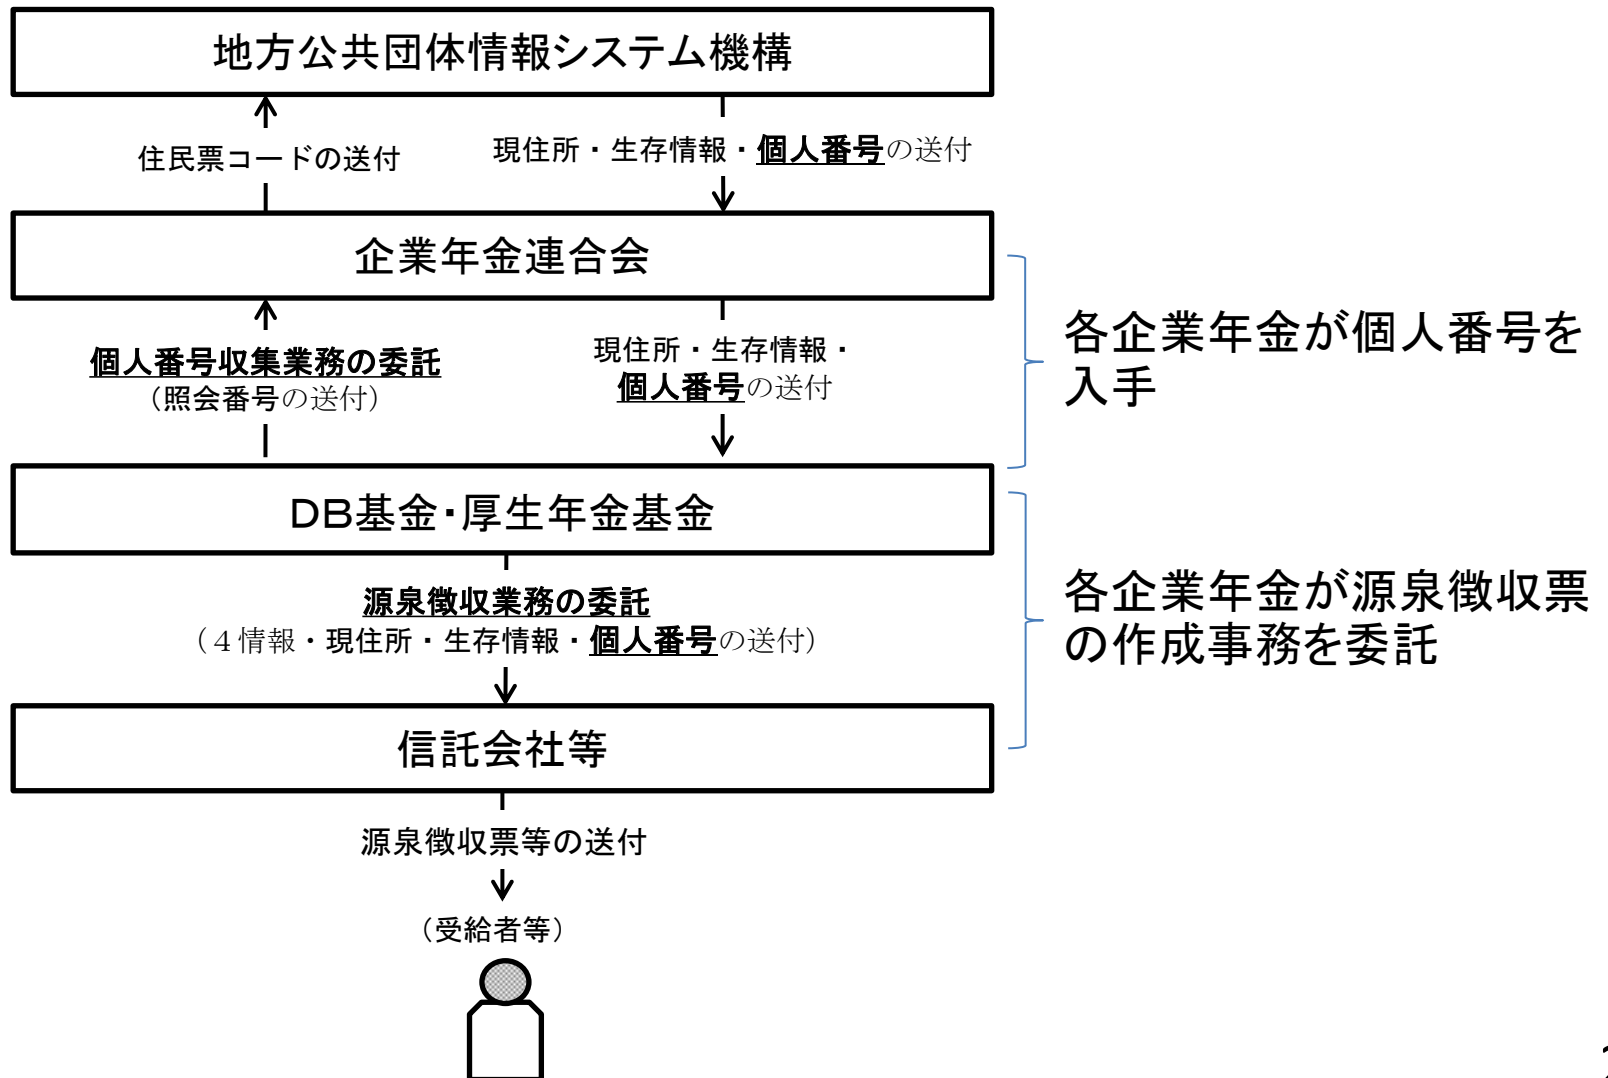 地方公共団体情報システム機構
住民票コードの送付
現住所・生存情報・個人番号の送付
企業年金連合会
個人番号収集業務の委託
（照会番号の送付）
現住所・生存情報・
個人番号の送付
各企業年金が個人番号を
入手
ＤＢ基金・厚生年金基金
源泉徴収業務の委託
（４情報・現住所・生存情報・個人番号の送付）
各企業年金が源泉徴収票
の作成事務を委託
信託会社等
源泉徴収票等の送付
（受給者等）